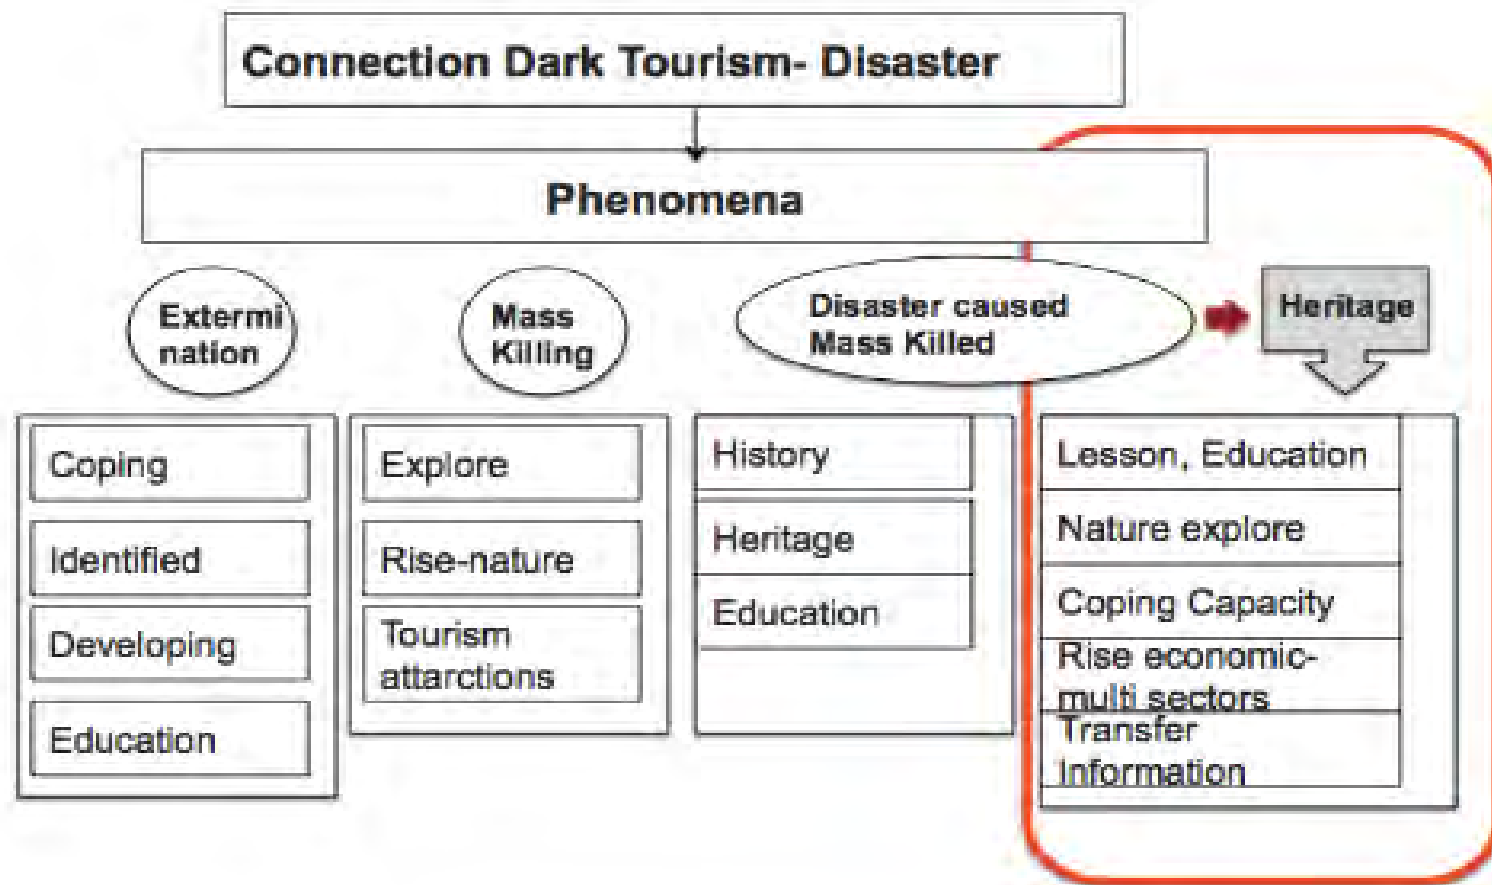 Connection Dark Tourism- Disaster
Phenomena
Extermi
nation
Mass
Killing
Disaster caused
Mass Killed
Heritage
Coping
Identified
Developing
Education
Explore
Rise-nature
Tourism
attarctions
History
Heritage
Education
Lesson, Education
Nature explore
Coping Capacity
Rise economic-
multi sectors
Transfer
Information